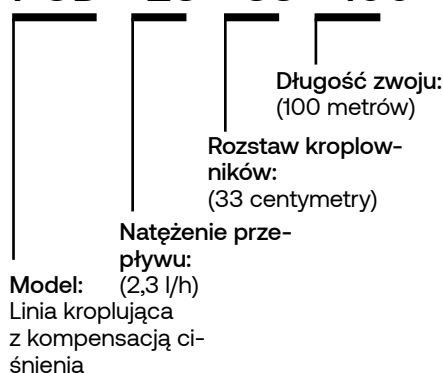 Długość zwoju:
(100 metrów)
Rozstaw kroplow-
ników:
(33 centymetry)
Natężenie prze-
pływu:
(2,3 l/h)
Model:
Linia kroplująca
z kompensacją ci-
śnienia